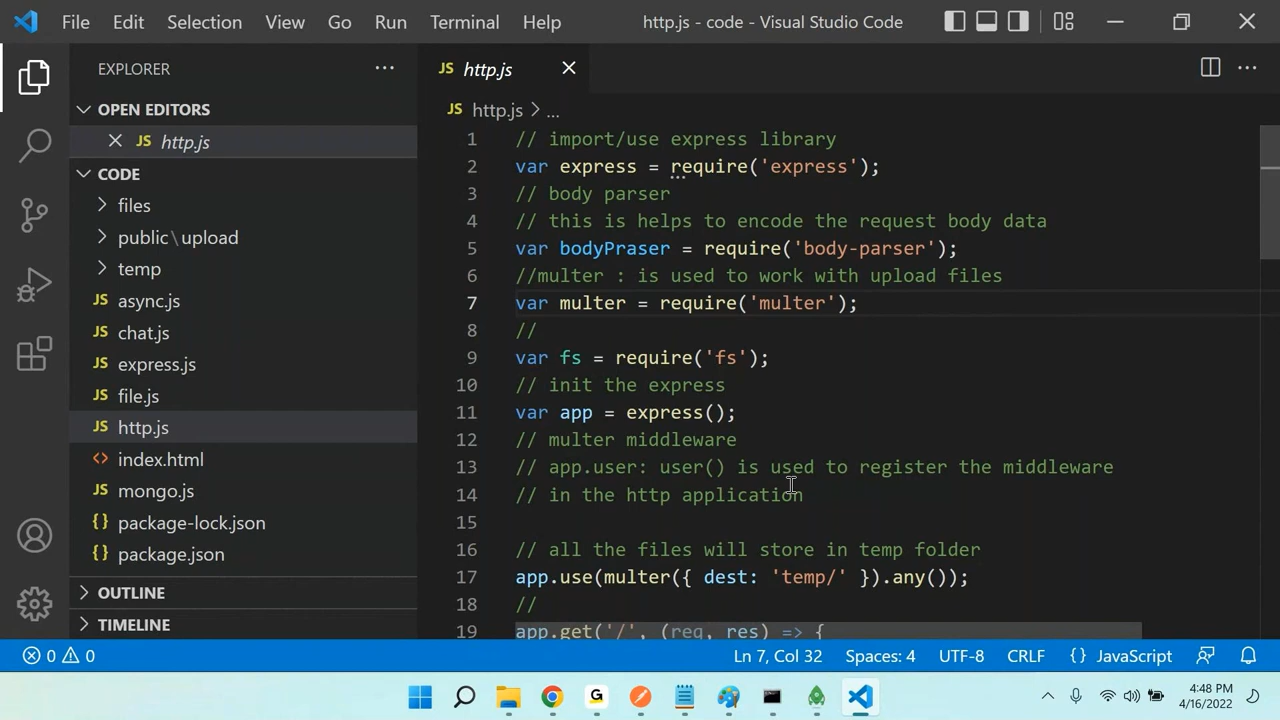 File Edit Selection View Go Run Terminal Help http.js - code - Visual Studio Code
EXPLORER
OPEN EDITORS
JS http.js
CODE
files
public\upload
temp
JS async.js
JS chat.js
JS express.js
JS file.js
JS http.js
index.html
JS mongo.js
{} package-lock.json
{} package.json
OUTLINE
TIMELINE
JS http.js
JS http.js > ...
1 // import/use express library
2 var express = require('express');
3 // body parser
4 // this is helps to encode the request body data
5 var bodyPraser = require('body-parser');
6 //multer : is used to work with upload files
7 var multer = require('multer');
8 //
9 var fs = require('fs');
10 // init the express
11 var app = express();
12 // multer middleware
13 // app.user: user() is used to register the middleware
14 // in the http application
15
16 // all the files will store in temp folder
17 app.use(multer({ dest: 'temp/' }).any());
18 //
19 app.get('/', (req, res) => {
0 0 Ln 7, Col 32 Spaces: 4 UTF-8 CRLF {} JavaScript
G
4:48 PM
4/16/2022